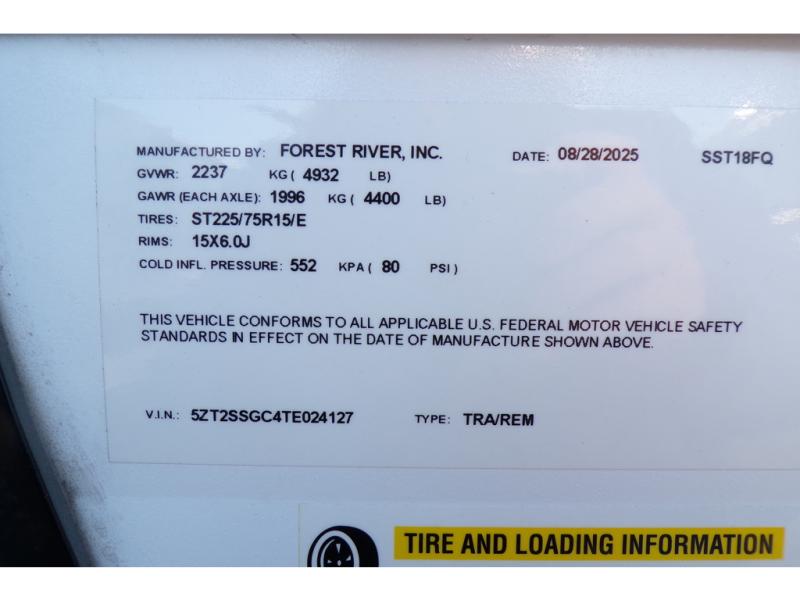 MANUFACTURED BY: FOREST RIVER, INC. DATE: 08/28/2025 SST18FQ
GVWR: 2237 KG ( 4932 LB)
GAWR (EACH AXLE): 1996 KG ( 4400 LB)
TIRES: ST225/75R15/E
RIMS: 15X6.0J
COLD INFL. PRESSURE: 552 KPA ( 80 PSI )
THIS VEHICLE CONFORMS TO ALL APPLICABLE U.S. FEDERAL MOTOR VEHICLE SAFETY
STANDARDS IN EFFECT ON THE DATE OF MANUFACTURE SHOWN ABOVE.
V.I.N.: 5ZT2SSGC4TE024127 TYPE: TRA/REM
TIRE AND LOADING INFORMATION